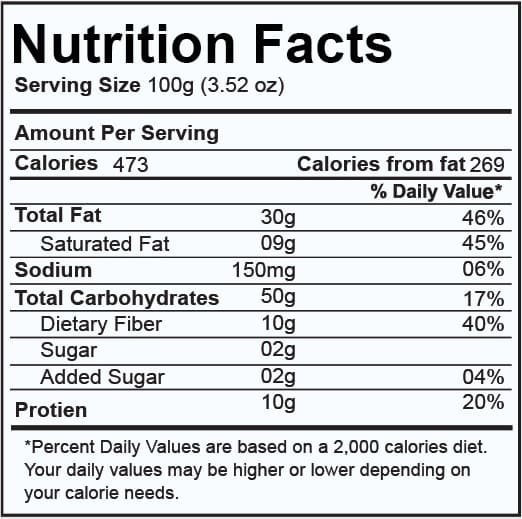 Nutrition Facts
Serving Size 100g (3.52 oz)
Amount Per Serving
Calories 473 Calories from fat 269
% Daily Value*
Total Fat 30g 46%
Saturated Fat 09g 45%
Sodium 150mg 06%
Total Carbohydrates 50g 17%
Dietary Fiber 10g 40%
Sugar 02g
Added Sugar 02g 04%
Protien 10g 20%
*Percent Daily Values are based on a 2,000 calories diet.
Your daily values may be higher or lower depending on
your calorie needs.